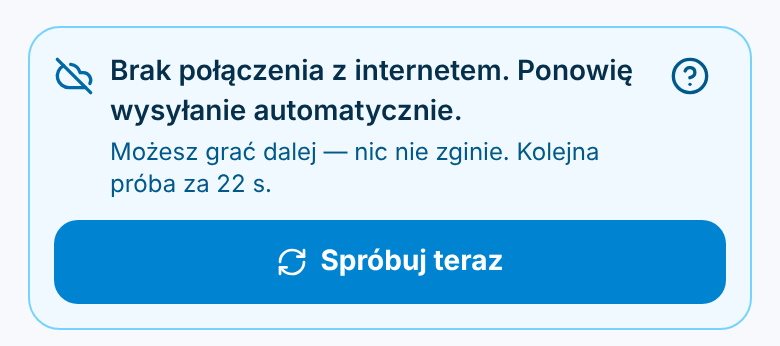 Brak połączenia z internetem. Ponowię
wysyłanie automatycznie.
Możesz grać dalej — nic nie zginie. Kolejna
próba za 22 s.
Spróbuj teraz